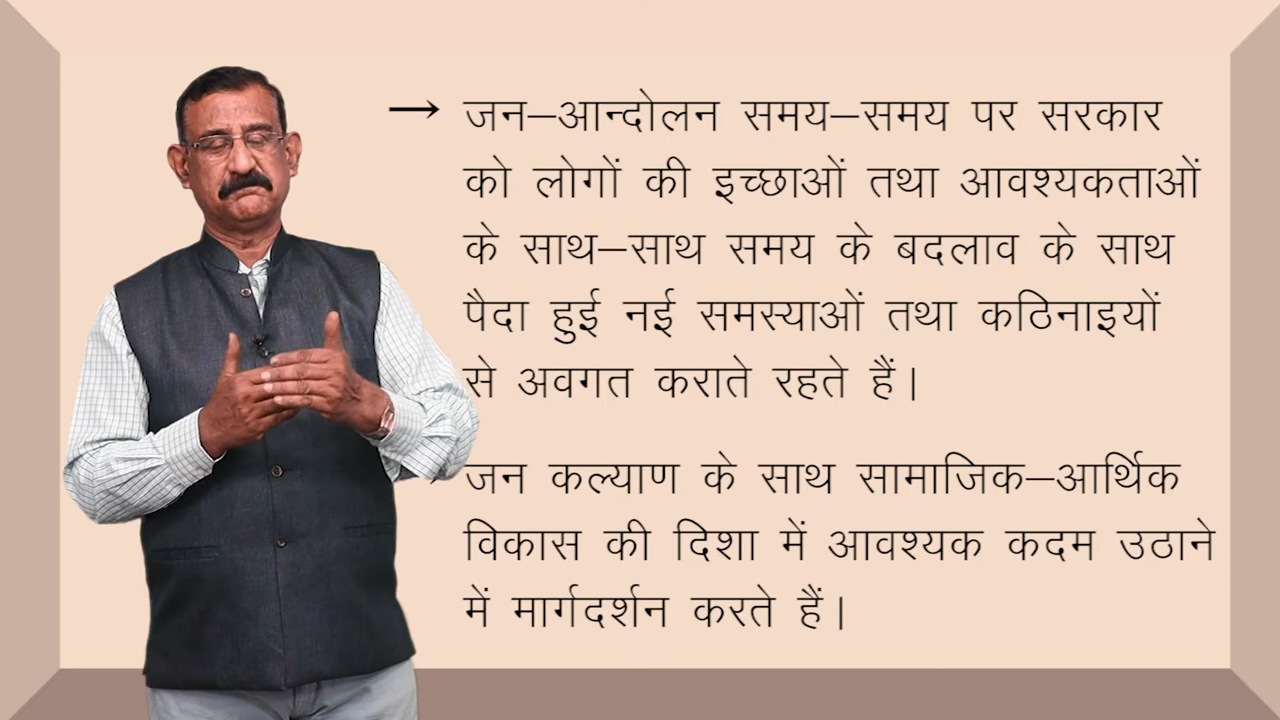 → जन–आन्दोलन समय–समय पर सरकार
को लोगों की इच्छाओं तथा आवश्यकताओं
के साथ–साथ समय के बदलाव के साथ
पैदा हुई नई समस्याओं तथा कठिनाइयों
से अवगत कराते रहते हैं।
जन कल्याण के साथ सामाजिक–आर्थिक
विकास की दिशा में आवश्यक कदम उठाने
में मार्गदर्शन करते हैं।